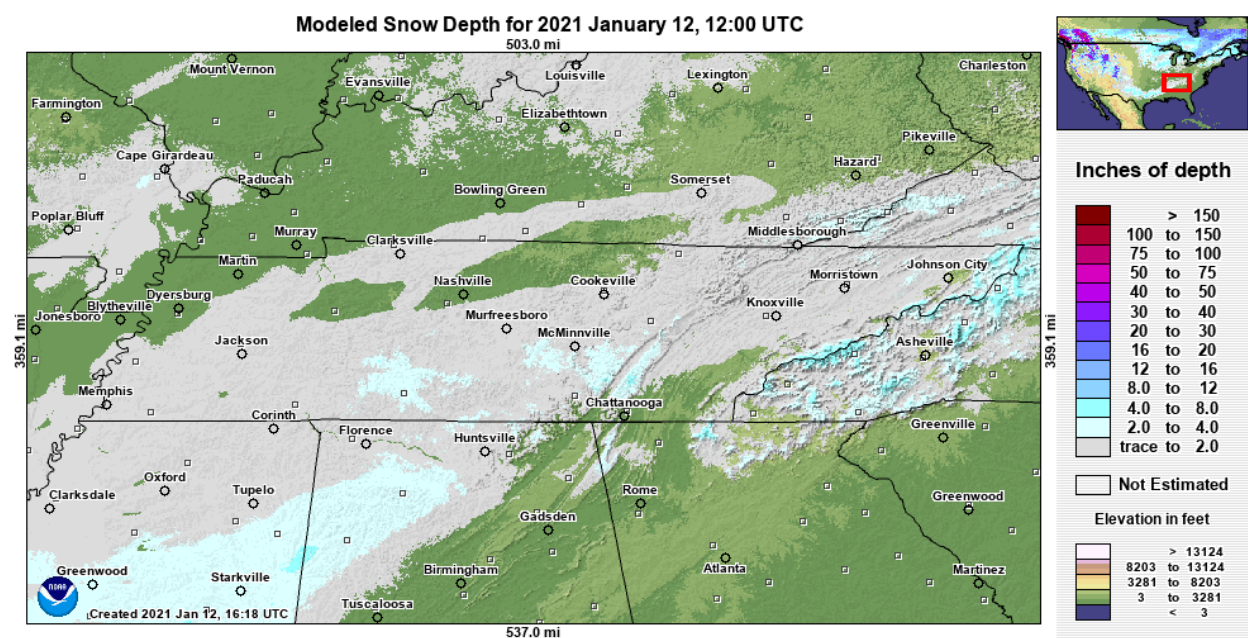 Modeled Snow Depth for 2021 January 12, 12:00 UTC
503.0 mi
Mount Vernon
Evansville
Louisville
Lexington
Charleston
Farmington
Elizabethtown
Pikeville
Cape Girardeau
Hazard
Paducah
Bowling Green
Somerset
Poplar Bluff
Murray
Clarksville
Middlesborough
Martin
Nashville
Cookeville
Morristown
Johnson City
Dyersburg
Blytheville
Jonesboro
Murfreesboro
McMinnville
Knoxville
359.1 mi
Jackson
Asheville
359.1 mi
Memphis
Chattanooga
Corinth
Florence
Huntsville
Greenville
Oxford
Tupelo
Rome
Clarksdale
Greenwood
Gadsden
Greenwood
Starkville
Birmingham
Atlanta
Martinez
NOAA
Created 2021 Jan 12, 16:18 UTC
Tuscaloosa
537.0 mi
Inches of depth
> 150
100 to 150
75 to 100
50 to 75
40 to 50
30 to 40
20 to 30
16 to 20
12 to 16
8.0 to 12
4.0 to 8.0
2.0 to 4.0
trace to 2.0
Not Estimated
Elevation in feet
> 13124
8203 to 13124
3281 to 8203
3 to 3281
< 3